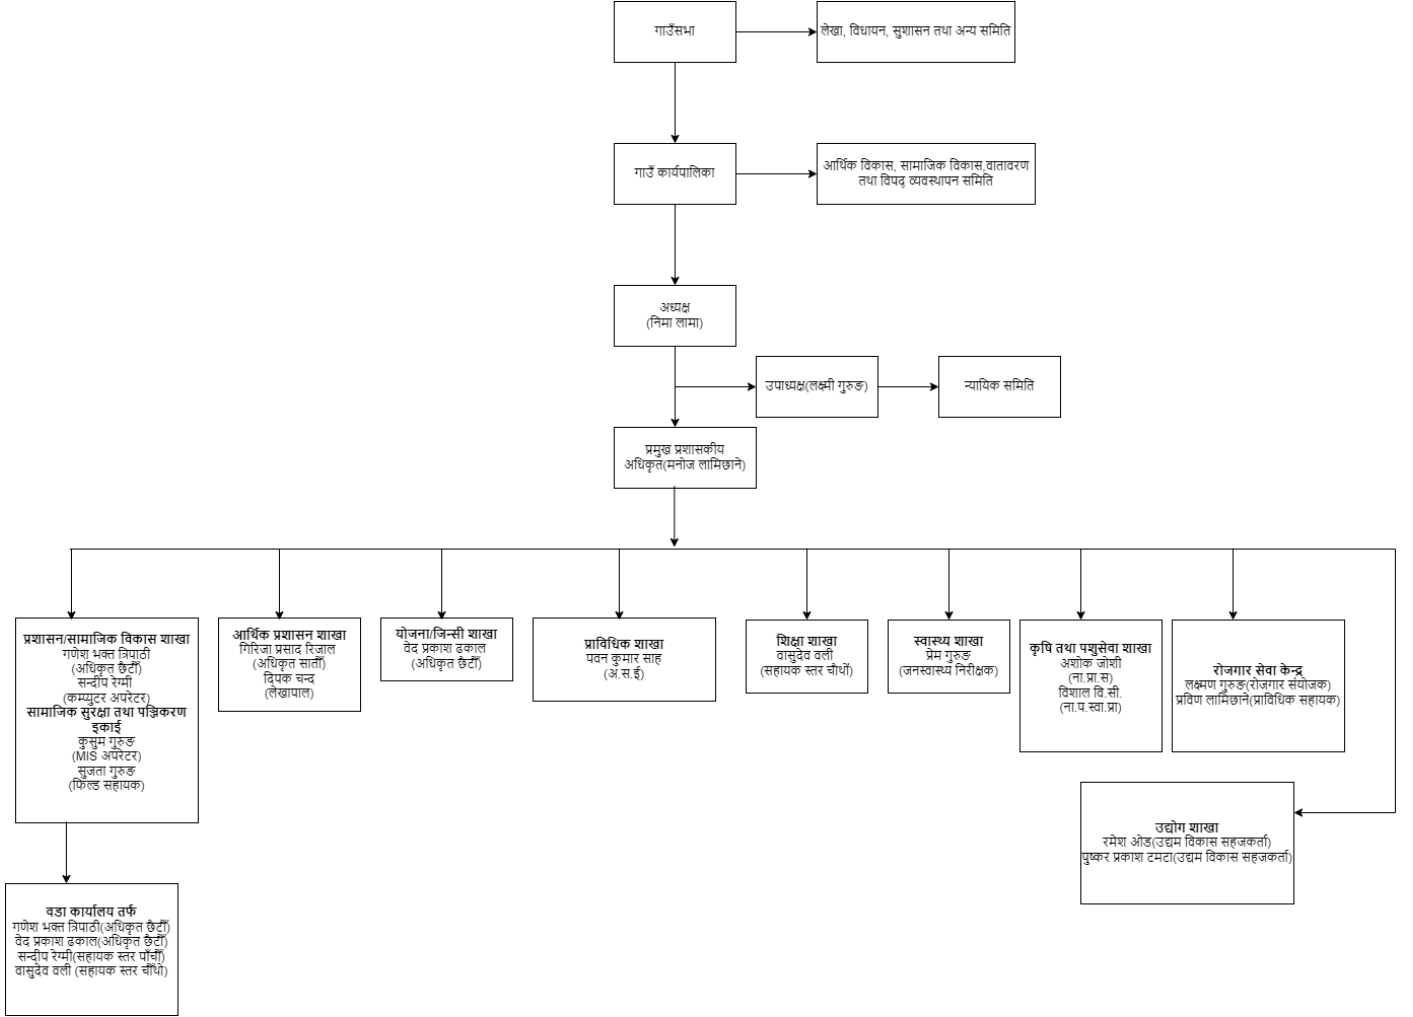 गाउँसभा
लेखा, विधायन, सुशासन तथा अन्य समिति
गाउँ कार्यपालिका
आर्थिक विकास, सामाजिक विकास,वातावरण
तथा विपद् व्यवस्थापन समिति
अध्यक्ष
(निमा लामा)
उपाध्यक्ष(लक्ष्मी गुरुङ)
न्यायिक समिति
प्रमुख प्रशासकीय
अधिकृत(मनोज लामिछाने)
प्रशासन/सामाजिक विकास शाखा
गणेश भक्त त्रिपाठी
(अधिकृत छैटौँ)
सन्दीप रेग्मी
(कम्प्युटर अपरेटर)
सामाजिक सुरक्षा तथा पञ्जिकरण
इकाई
कुसुम गुरुङ
(MIS अपरेटर)
सुजता गुरुङ
(फिल्ड सहायक)
आर्थिक प्रशासन शाखा
गिरिजा प्रसाद रिजाल
(अधिकृत सातौँ)
दिपक चन्द
(लेखापाल)
योजना/जिन्सी शाखा
वेद प्रकाश ढकाल
(अधिकृत छैटौँ)
प्राविधिक शाखा
पवन कुमार साह
(अ.स.ई)
शिक्षा शाखा
वासुदेव वली
(सहायक स्तर चौथों)
स्वास्थ्य शाखा
प्रेम गुरुङ
(जनस्वास्थ्य निरीक्षक)
कृषि तथा पशुसेवा शाखा
अशोक जोशी
(ना.प्रा.स)
विशाल वि.सी.
(ना.प.स्वा.प्रा)
रोजगार सेवा केन्द्र
लक्ष्मण गुरुङ(रोजगार संयोजक)
प्रविण लामिछाने(प्राविधिक सहायक)
उद्योग शाखा
रमेश ओड(उद्यम विकास सहजकर्ता)
पुष्कर प्रकाश टमटा(उद्यम विकास सहजकर्ता)
वडा कार्यालय तर्फ
गणेश भक्त त्रिपाठी(अधिकृत छैटौँ)
वेद प्रकाश ढकाल(अधिकृत छैटौँ)
सन्दीप रेग्मी(सहायक स्तर पाँचौँ)
वासुदेव वली (सहायक स्तर चौँथो)